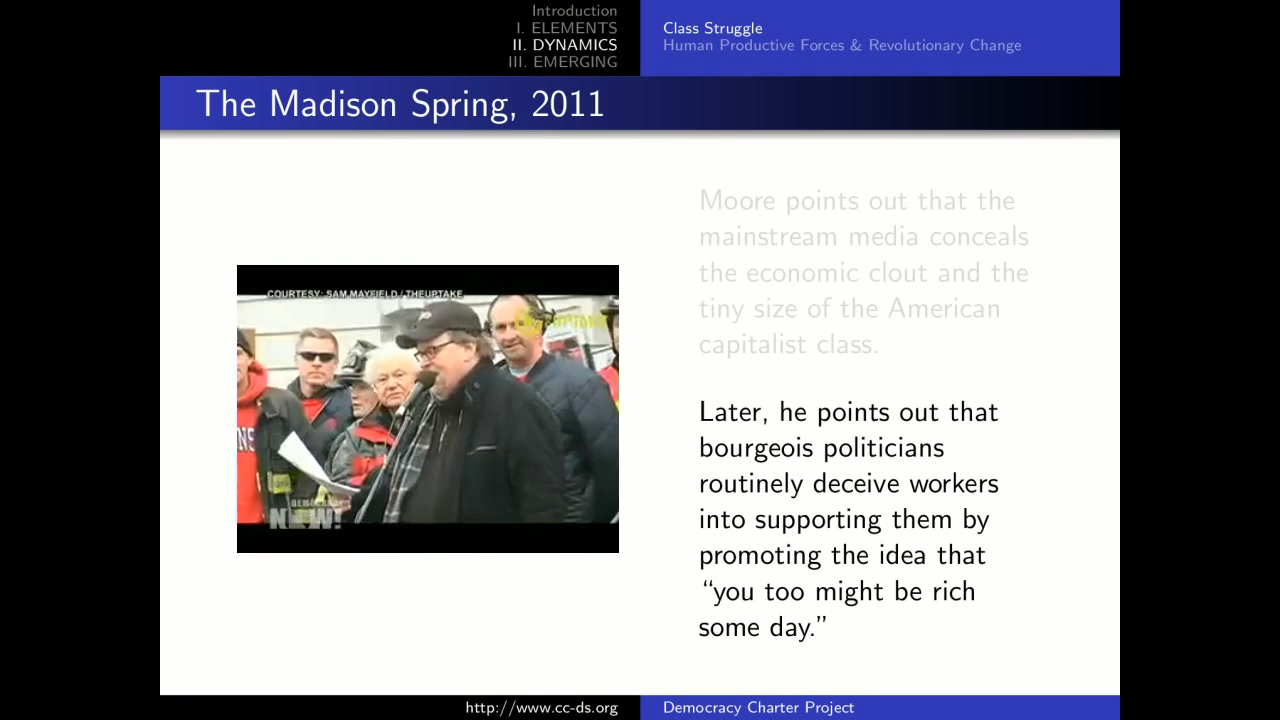 Introduction
I. ELEMENTS
II. DYNAMICS
III. EMERGING
Class Struggle
Human Productive Forces & Revolutionary Change
The Madison Spring, 2011
Moore points out that the
mainstream media conceals
the economic clout and the
tiny size of the American
capitalist class.
Later, he points out that
bourgeois politicians
routinely deceive workers
into supporting them by
promoting the idea that
“you too might be rich
some day.”
COURTESY: SAM MAYFIELD / THEUPTAKE
DEMOCRACY
NOW!
http://www.cc-ds.org
Democracy Charter Project